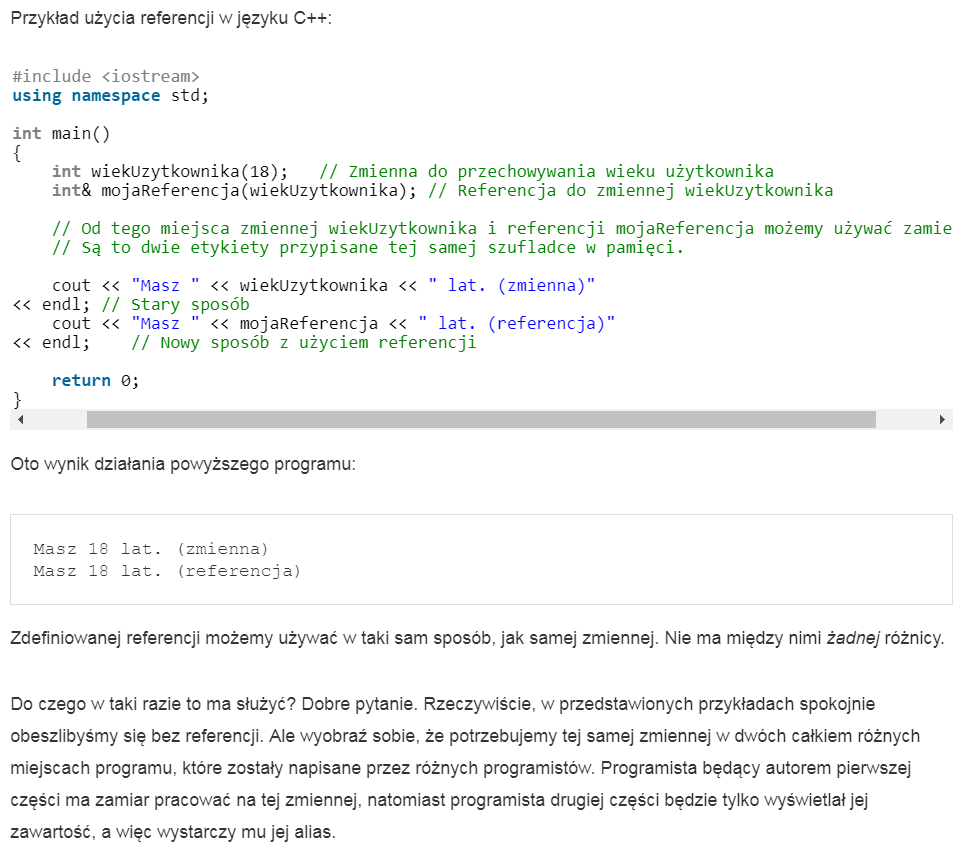 Przykład użycia referencji w języku C++:
#include <iostream>
using namespace std;
int main()
{
    int wiekUzytkownika(18);   // Zmienna do przechowywania wieku użytkownika
    int& mojaReferencja(wiekUzytkownika); // Referencja do zmiennej wiekUzytkownika
    // Od tego miejsca zmiennej wiekUzytkownika i referencji mojaReferencja możemy używać zamie
    // Są to dwie etykiety przypisane tej samej szufladce w pamięci.
    cout << "Masz " << wiekUzytkownika << " lat. (zmienna)"
<< endl; // Stary sposób
    cout << "Masz " << mojaReferencja << " lat. (referencja)"
<< endl;    // Nowy sposób z użyciem referencji
    return 0;
}
Oto wynik działania powyższego programu:
Masz 18 lat. (zmienna)
Masz 18 lat. (referencja)
Zdefiniowanej referencji możemy używać w taki sam sposób, jak samej zmiennej. Nie ma między nimi żadnej różnicy.
Do czego w taki razie to ma służyć? Dobre pytanie. Rzeczywiście, w przedstawionych przykładach spokojnie
obeszlibyśmy się bez referencji. Ale wyobraź sobie, że potrzebujemy tej samej zmiennej w dwóch całkiem różnych
miejscach programu, które zostały napisane przez różnych programistów. Programista będący autorem pierwszej
części ma zamiar pracować na tej zmiennej, natomiast programista drugiej części będzie tylko wyświetlał jej
zawartość, a więc wystarczy mu jej alias.